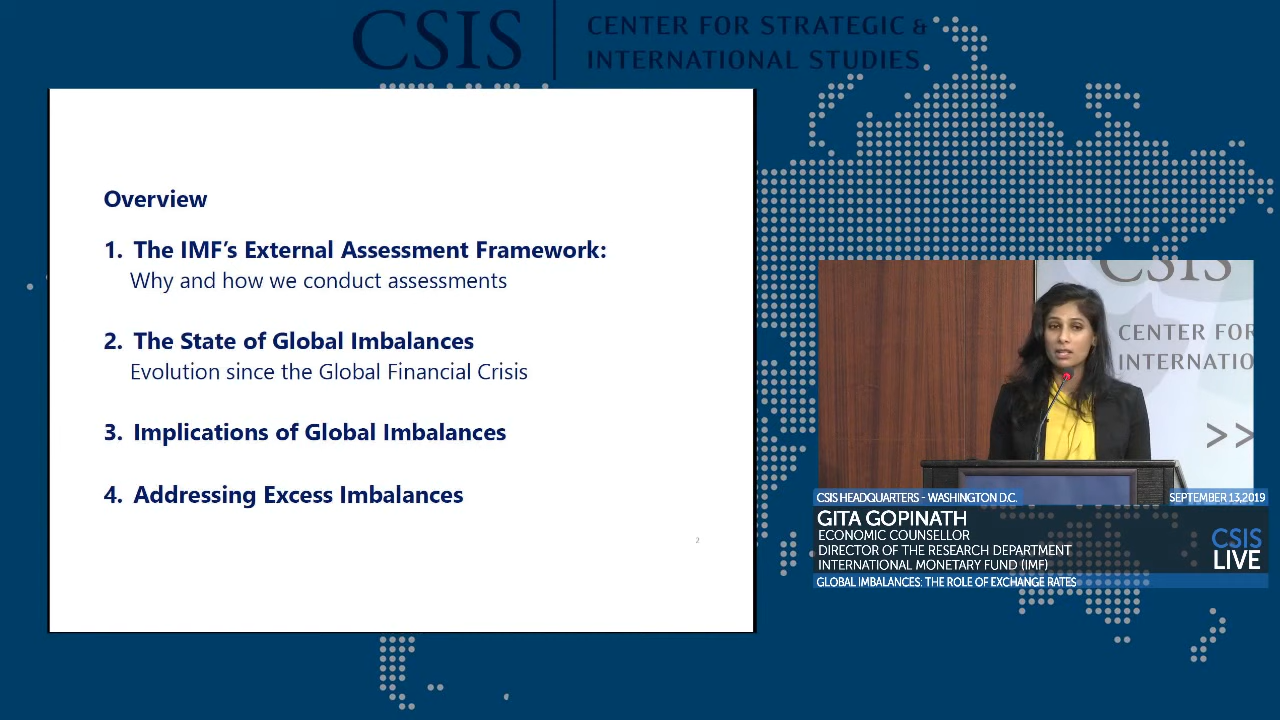 CSIS
CENTER FOR STRATEGIC &
INTERNATIONAL STUDIES
Overview
1. The IMF’s External Assessment Framework:
Why and how we conduct assessments
2. The State of Global Imbalances
Evolution since the Global Financial Crisis
3. Implications of Global Imbalances
4. Addressing Excess Imbalances
2
CSIS
CENTER FOR
INTERNATIO
>>
CSIS HEADQUARTERS - WASHINGTON D.C.
SEPTEMBER 13,2019
GITA GOPINATH
ECONOMIC COUNSELLOR
DIRECTOR OF THE RESEARCH DEPARTMENT
INTERNATIONAL MONETARY FUND (IMF)
CSIS
LIVE
GLOBAL IMBALANCES: THE ROLE OF EXCHANGE RATES